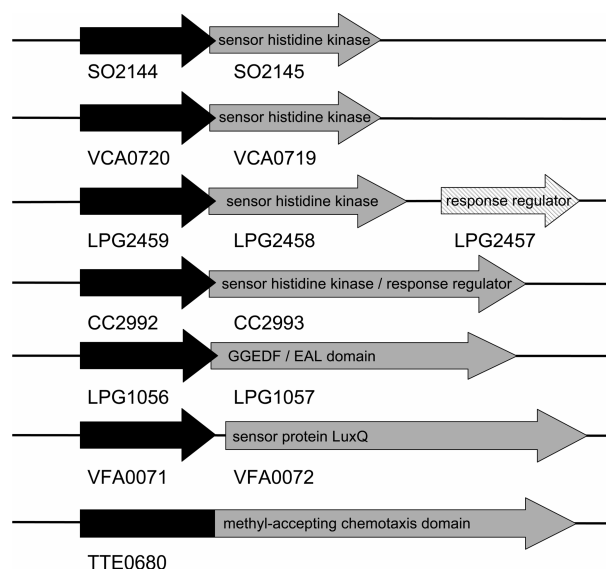 sensor histidine kinase
SO2144 SO2145
sensor histidine kinase
VCA0720 VCA0719
sensor histidine kinase response regulator
LPG2459 LPG2458 LPG2457
sensor histidine kinase / response regulator
CC2992 CC2993
GGEDF / EAL domain
LPG1056 LPG1057
sensor protein LuxQ
VFA0071 VFA0072
methyl-accepting chemotaxis domain
TTE0680